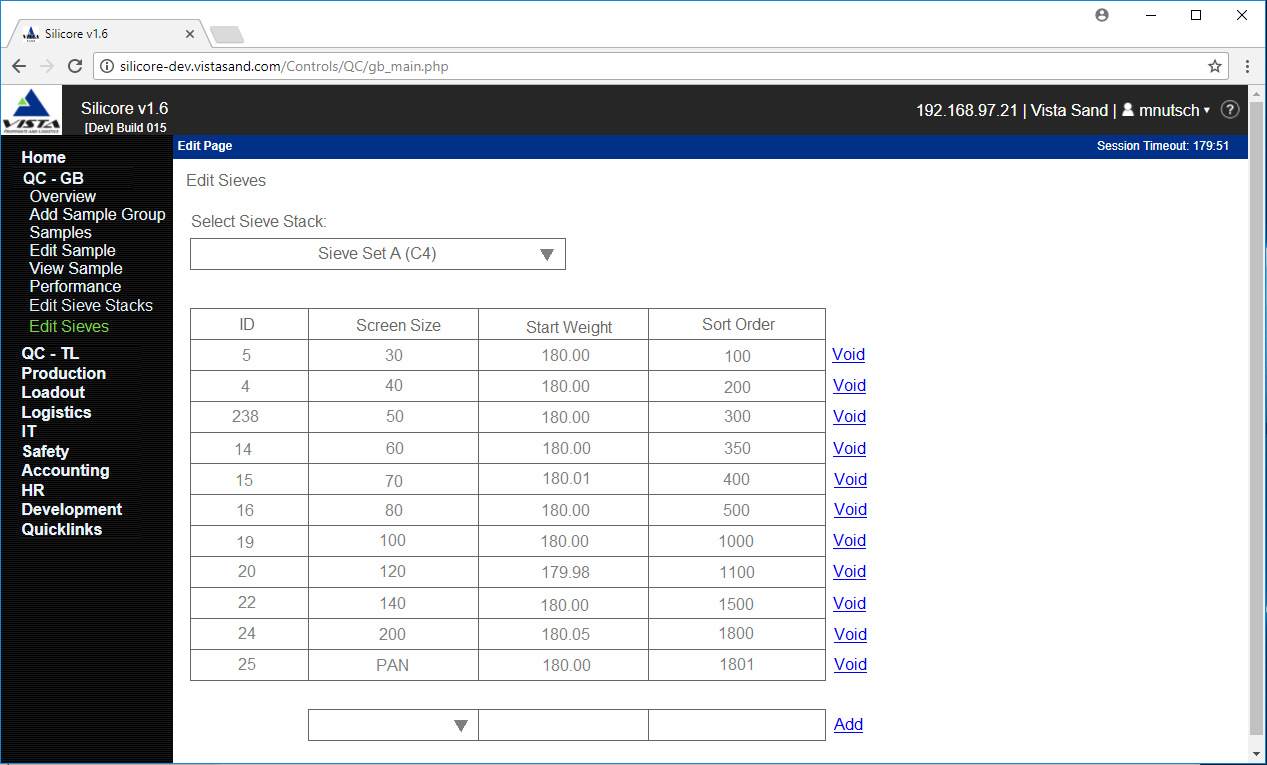 Silicore v1.6
silicore-dev.vistasand.com/Controls/QC/gb_main.php
VISTA
PROPPANTS AND LOGISTICS
Silicore v1.6
[Dev] Build 015
192.168.97.21 | Vista Sand | mnutsch ?
Edit Page
Session Timeout: 179:51
Home
QC - GB
Overview
Add Sample Group
Samples
Edit Sample
View Sample
Performance
Edit Sieve Stacks
Edit Sieves
QC - TL
Production
Loadout
Logistics
IT
Safety
Accounting
HR
Development
Quicklinks
Edit Sieves
Select Sieve Stack:
Sieve Set A (C4)
ID Screen Size Start Weight Sort Order
5 30 180.00 100 Void
4 40 180.00 200 Void
238 50 180.00 300 Void
14 60 180.00 350 Void
15 70 180.01 400 Void
16 80 180.00 500 Void
19 100 180.00 1000 Void
20 120 179.98 1100 Void
22 140 180.00 1500 Void
24 200 180.05 1800 Void
25 PAN 180.00 1801 Void
Add